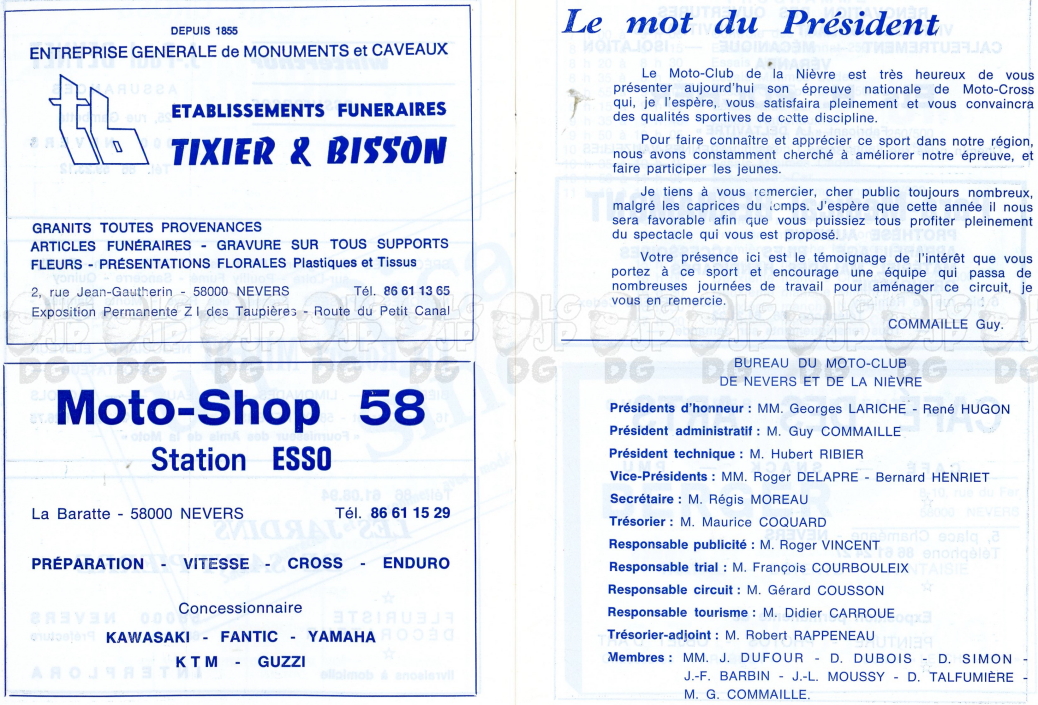 DEPUIS 1855
ENTREPRISE GENERALE de MONUMENTS et CAVEAUX
tb
ETABLISSEMENTS FUNERAIRES
TIXIER & BISSON
GRANITS TOUTES PROVENANCES
ARTICLES FUNÉRAIRES - GRAVURE SUR TOUS SUPPORTS
FLEURS - PRÉSENTATIONS FLORALES Plastiques et Tissus
2, rue Jean-Gautherin - 58000 NEVERS Tél. 86 61 13 65
Exposition Permanente Z I des Taupières - Route du Petit Canal
Moto-Shop 58
Station ESSO
La Baratte - 58000 NEVERS Tél. 86 61 15 29
PRÉPARATION - VITESSE - CROSS - ENDURO
Concessionnaire
KAWASAKI - FANTIC - YAMAHA
KTM - GUZZI
Le mot du Président
Le Moto-Club de la Nièvre est très heureux de vous
présenter aujourd'hui son épreuve nationale de Moto-Cross
qui, je l'espère, vous satisfaira pleinement et vous convaincra
des qualités sportives de cette discipline.
Pour faire connaître et apprécier ce sport dans notre région,
nous avons constamment cherché à améliorer notre épreuve, et
faire participer les jeunes.
Je tiens à vous remercier, cher public toujours nombreux,
malgré les caprices du temps. J'espère que cette année il nous
sera favorable afin que vous puissiez tous profiter pleinement
du spectacle qui vous est proposé.
Votre présence ici est le témoignage de l'intérêt que vous
portez à ce sport et encourage une équipe qui passa de
nombreuses journées de travail pour aménager ce circuit, je
vous en remercie.
COMMAILLE Guy.
BUREAU DU MOTO-CLUB
DE NEVERS ET DE LA NIÈVRE
Présidents d'honneur : MM. Georges LARICHE - René HUGON
Président administratif : M. Guy COMMAILLE
Président technique : M. Hubert RIBIER
Vice-Présidents : MM. Roger DELAPRE - Bernard HENRIET
Secrétaire : M. Régis MOREAU
Trésorier : M. Maurice COQUARD
Responsable publicité : M. Roger VINCENT
Responsable trial : M. François COURBOULEIX
Responsable circuit : M. Gérard COUSSON
Responsable tourisme : M. Didier CARROUE
Trésorier-adjoint : M. Robert RAPPENEAU
Membres : MM. J. DUFOUR - D. DUBOIS - D. SIMON -
J.-F. BARBIN - J.-L. MOUSSY - D. TALFUMIÈRE -
M. G. COMMAILLE.